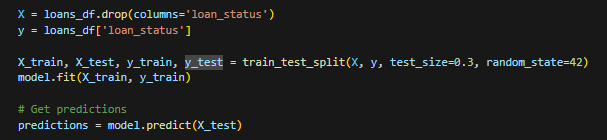 X = loans_df.drop(columns='loan_status')
y = loans_df['loan_status']
X_train, X_test, y_train, y_test = train_test_split(X, y, test_size=0.3, random_state=42)
model.fit(X_train, y_train)
# Get predictions
predictions = model.predict(X_test)